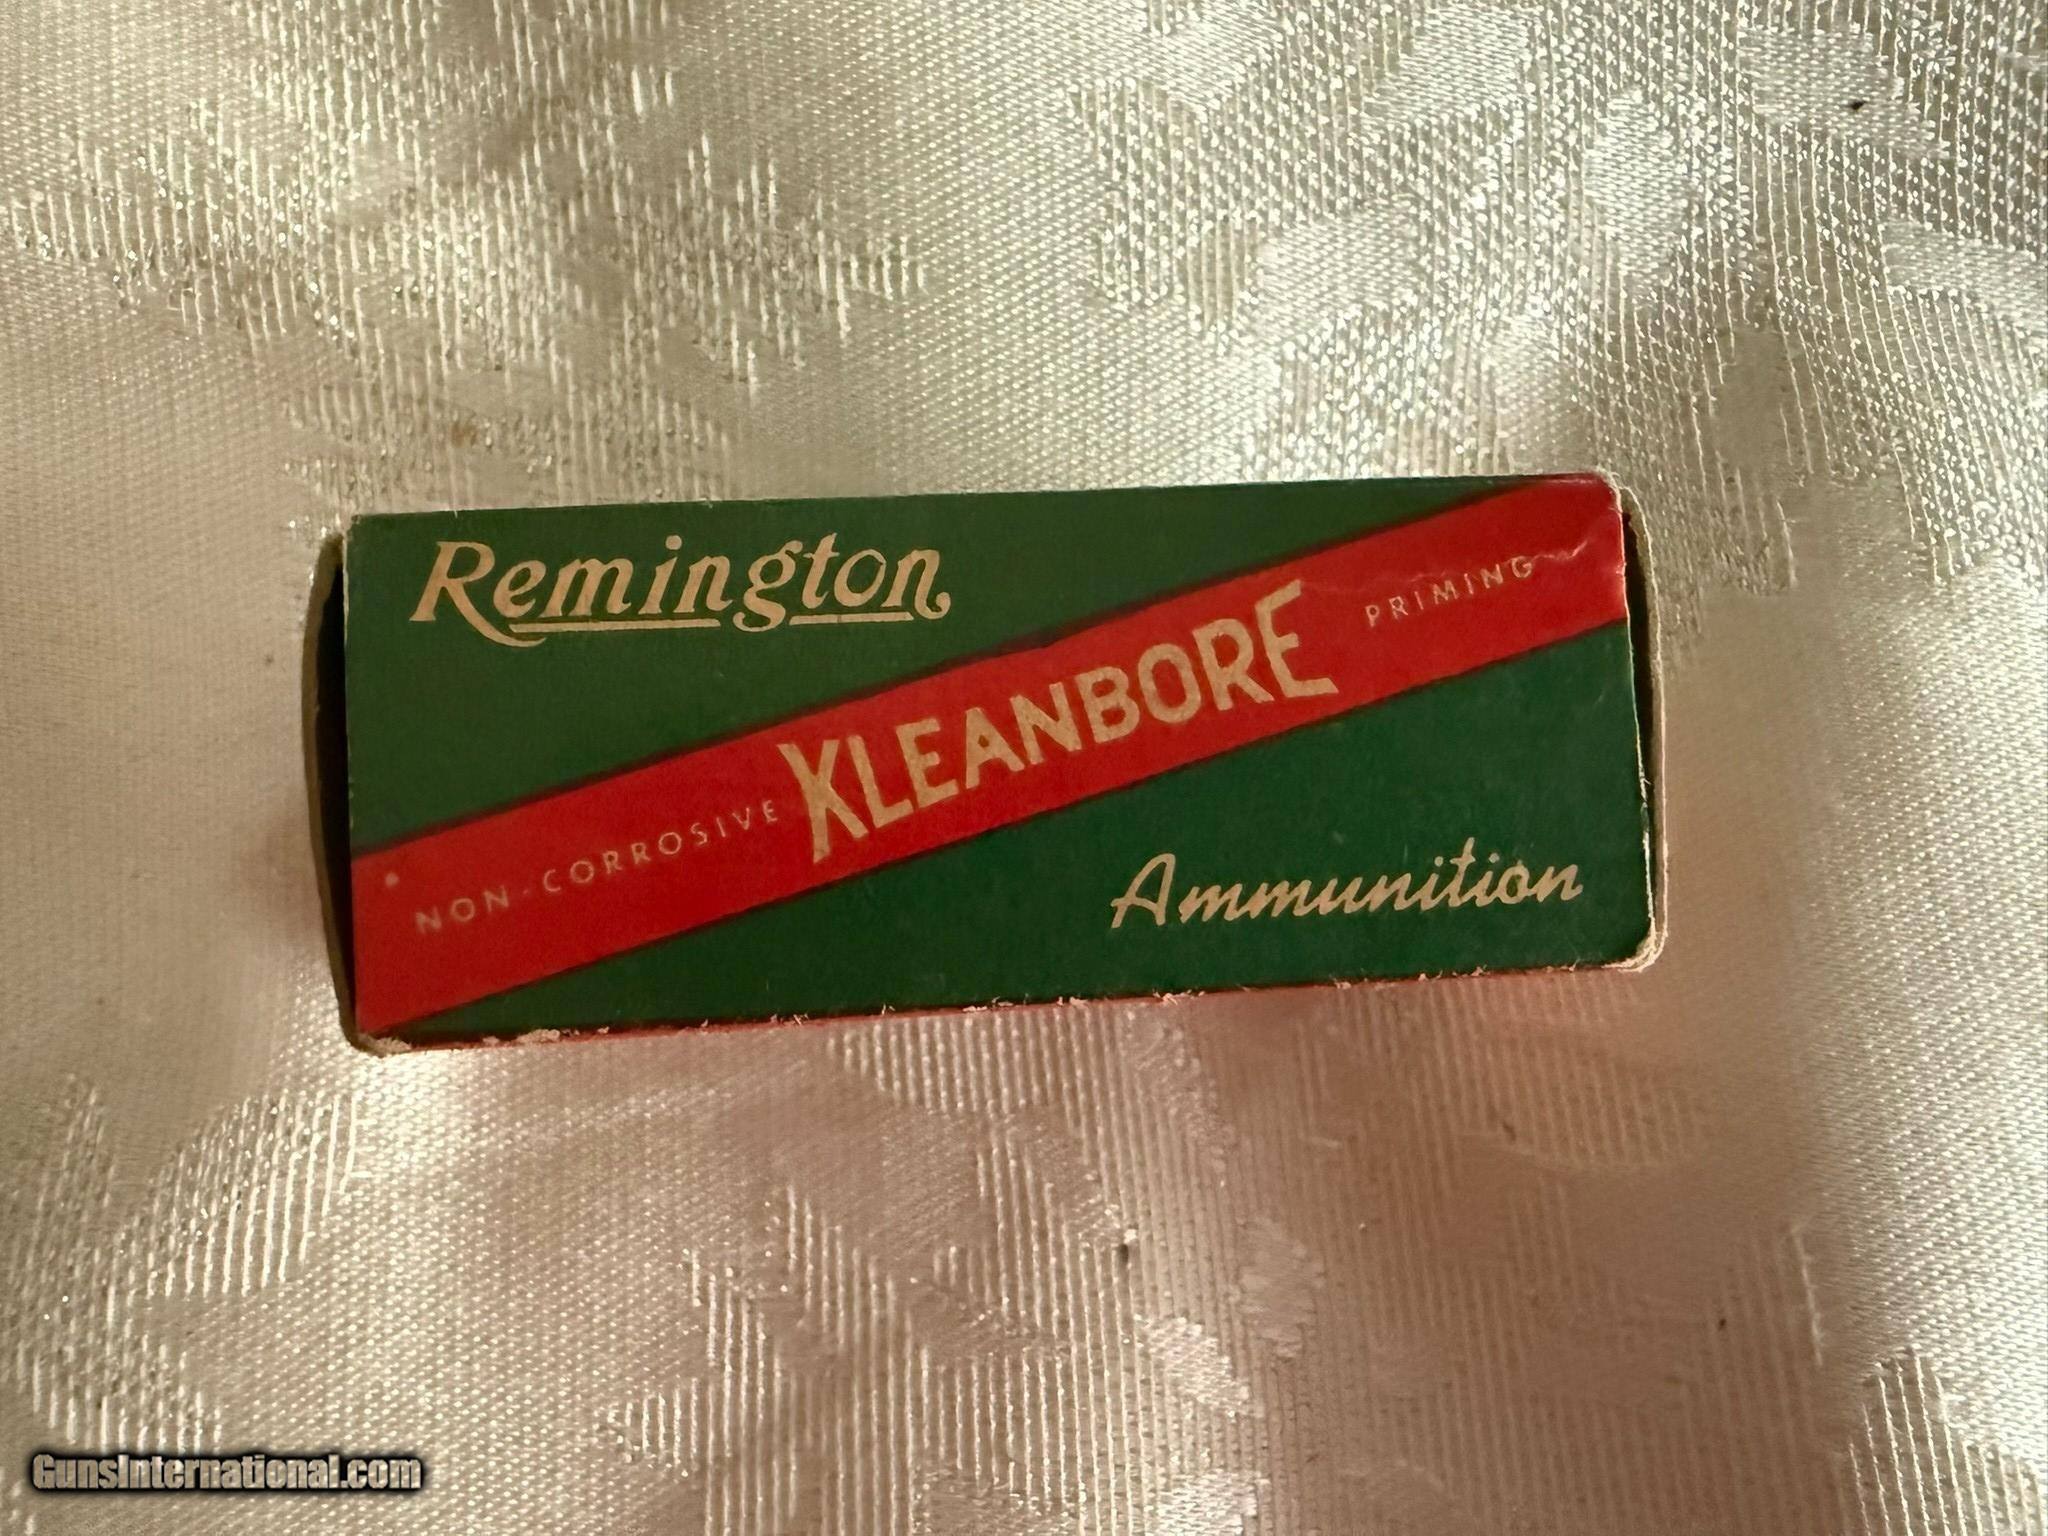 Remington
NON-CORROSIVE KLEANBORE PRIMING
Ammunition
GunsInternational.com